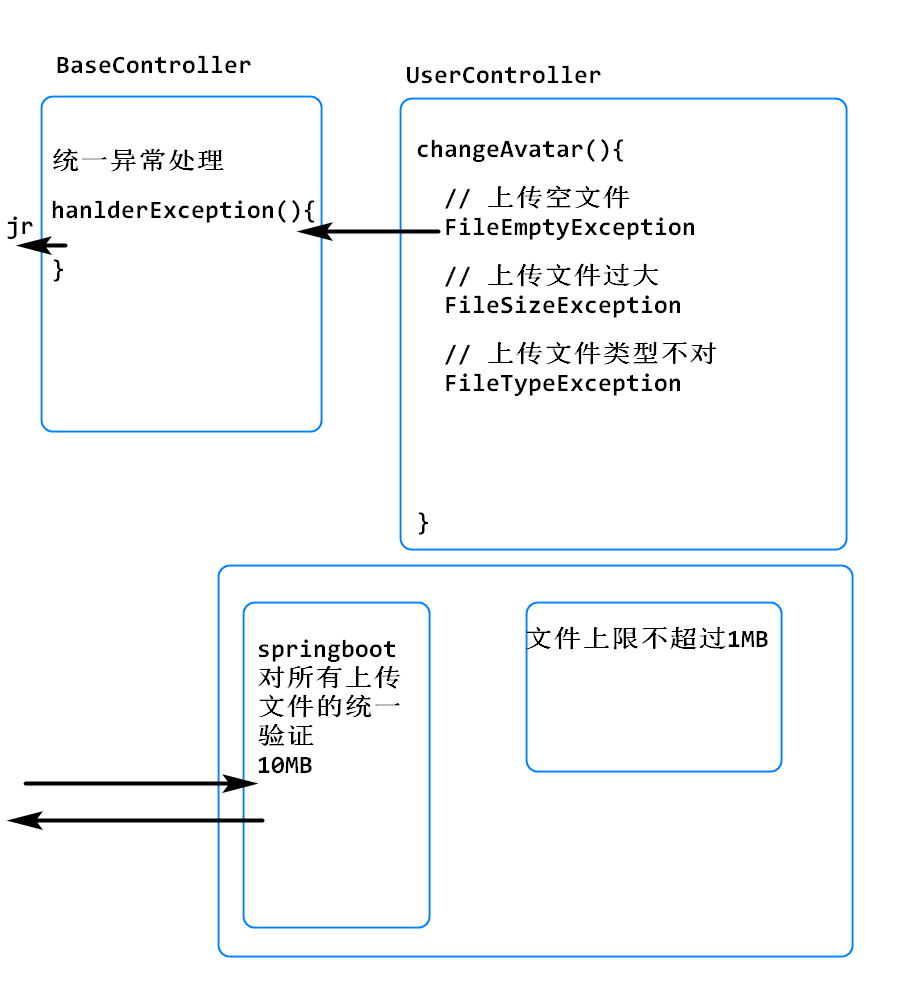 BaseController
统一异常处理
hanlderException(){
jr
}
UserController
changeAvatar(){
// 上传空文件
FileEmptyException
// 上传文件过大
FileSizeException
// 上传文件类型不对
FileTypeException
}
springboot
对所有上传
文件的统一
验证
10MB
文件上限不超过1MB